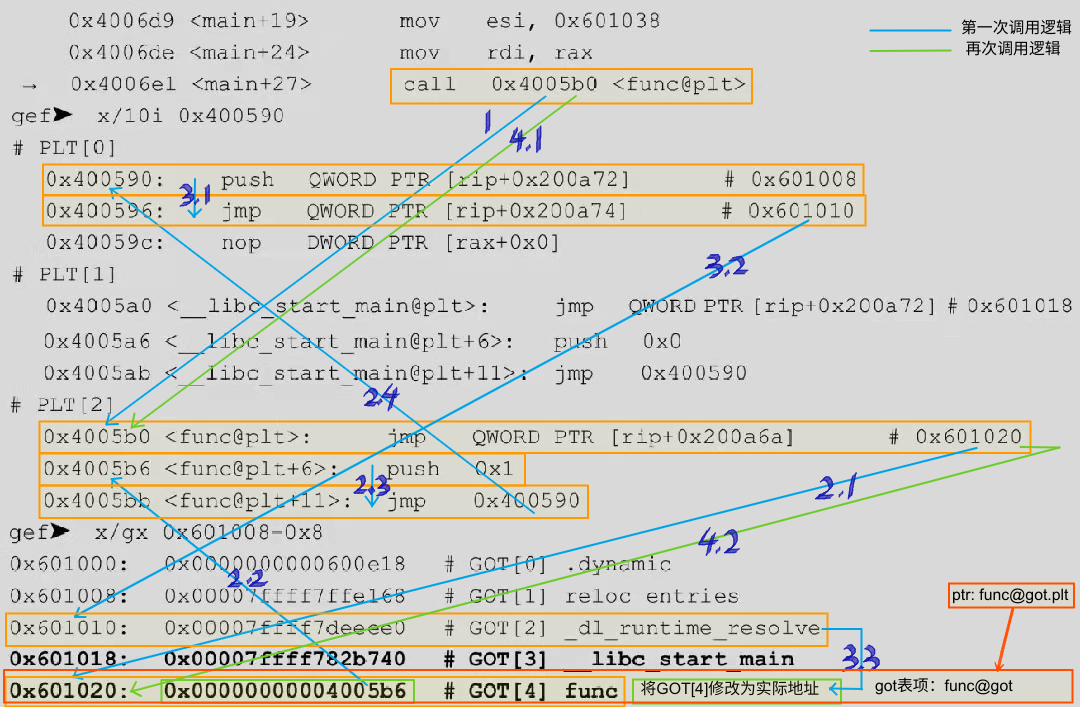 0x4006d9 <main+19> mov esi, 0x601038
第一次调用逻辑
0x4006de <main+24> mov rdi, rax
再次调用逻辑
→ 0x4006e1 <main+27> call 0x4005b0 <func@plt>
gef➤ x/10i 0x400590
1
4.1
# PLT[0]
0x400590: push QWORD PTR [rip+0x200a72] # 0x601008
3.1
0x400596: jmp QWORD PTR [rip+0x200a74] # 0x601010
0x40059c: nop DWORD PTR [rax+0x0]
3.2
# PLT[1]
0x4005a0 <__libc_start_main@plt>: jmp QWORD PTR [rip+0x200a72] # 0x601018
0x4005a6 <__libc_start_main@plt+6>: push 0x0
0x4005ab <__libc_start_main@plt+11>: jmp 0x400590
2.4
# PLT[2]
0x4005b0 <func@plt>: jmp QWORD PTR [rip+0x200a6a] # 0x601020
0x4005b6 <func@plt+6>: push 0x1
2.3
2.1
0x4005bb <func@plt+11>: jmp 0x400590
gef➤ x/gx 0x601008-0x8
4.2
0x601000: 0x0000000000600e18 # GOT[0] .dynamic
2.2
0x601008: 0x00007ffff7ffe168 # GOT[1] reloc entries
ptr: func@got.plt
0x601010: 0x00007ffff7deeee0 # GOT[2] _dl_runtime_resolve
3.3
0x601018: 0x00007ffff782b740 # GOT[3] __libc_start_main
0x601020: 0x00000000004005b6 # GOT[4] func 将GOT[4]修改为实际地址 got表项：func@got